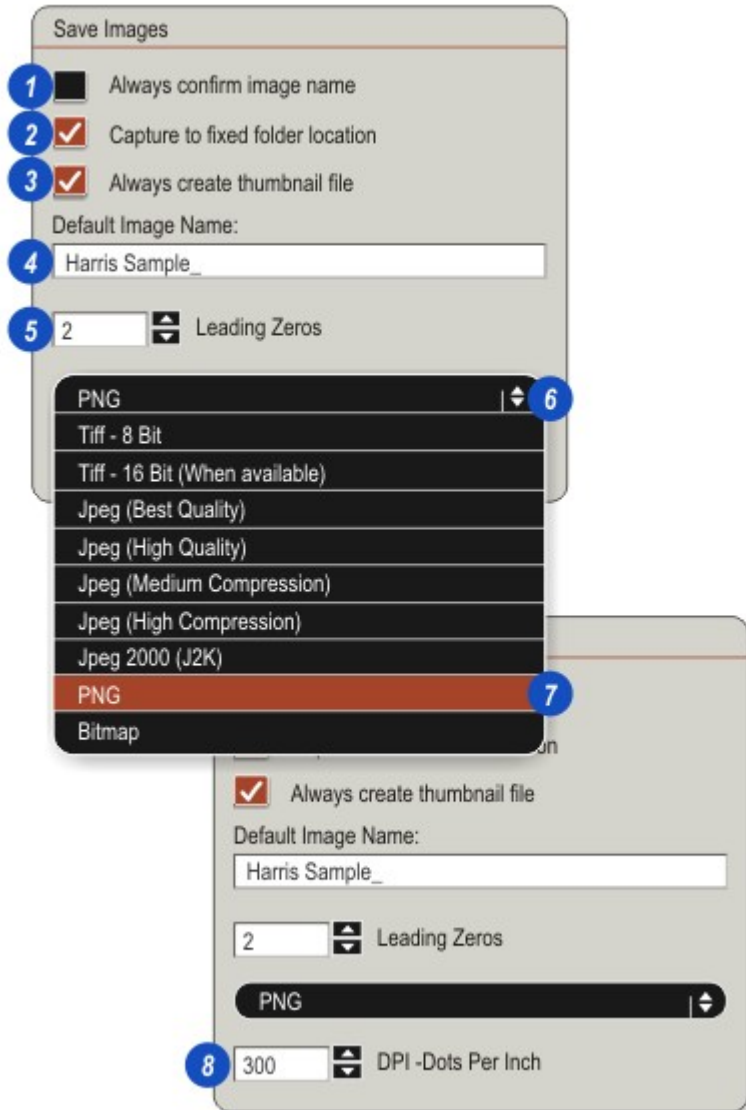 Save Images
1 Always confirm image name
2 Capture to fixed folder location
3 Always create thumbnail file
Default Image Name:
4 Harris Sample_
5 2 Leading Zeros
PNG 6
Tiff - 8 Bit
Tiff - 16 Bit (When available)
Jpeg (Best Quality)
Jpeg (High Quality)
Jpeg (Medium Compression)
Jpeg (High Compression)
Jpeg 2000 (J2K)
PNG 7
Bitmap
on
Always create thumbnail file
Default Image Name:
Harris Sample_
2 Leading Zeros
PNG
8 300 DPI -Dots Per Inch